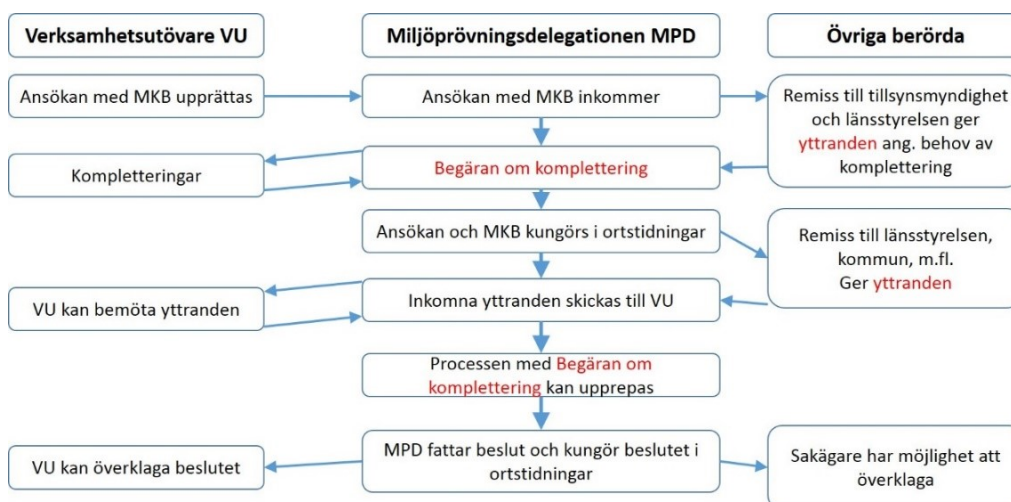 Verksamhetsutövare VU
Miljöprövningsdelegationen MPD
Övriga berörda
Ansökan med MKB upprättas
Ansökan med MKB inkommer
Remiss till tillsynsmyndighet
och länsstyrelsen ger
yttranden ang. behov av
komplettering
Begäran om komplettering
Kompletteringar
Ansökan och MKB kungörs i ortstidningar
Remiss till länsstyrelsen,
kommun, m.fl.
Ger yttranden
Inkomna yttranden skickas till VU
VU kan bemöta yttranden
Processen med Begäran om
komplettering kan upprepas
MPD fattar beslut och kungör beslutet i
ortstidningar
VU kan överklaga beslutet
Sakägare har möjlighet att
överklaga